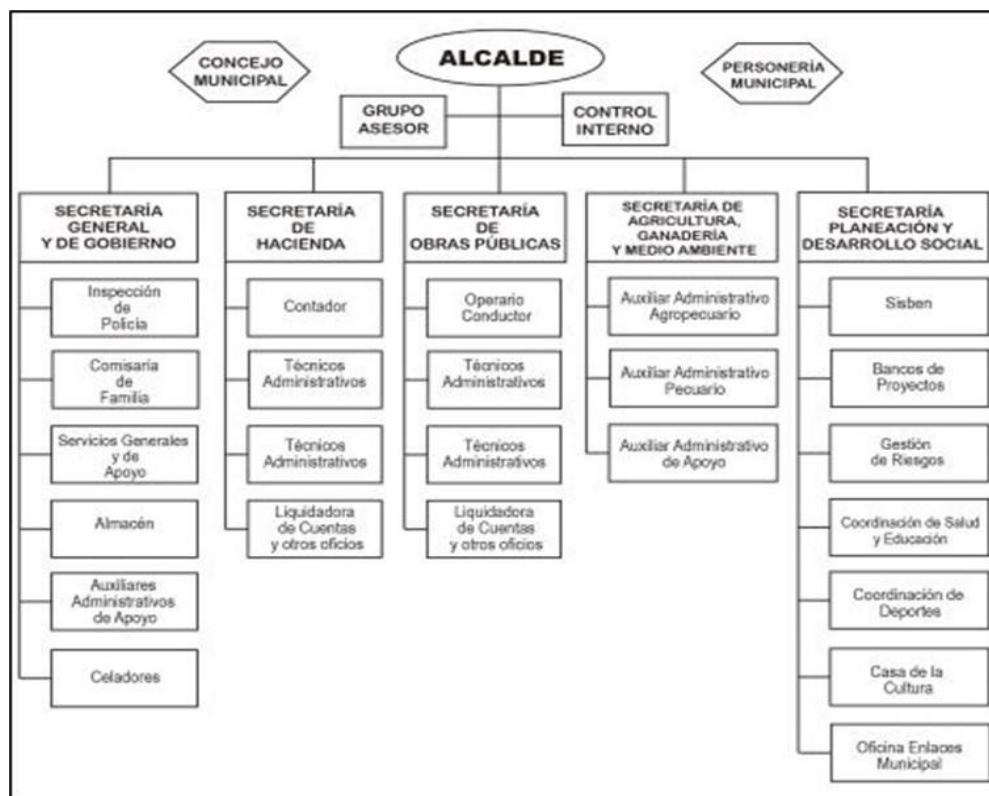 ALCALDE
CONCEJO
MUNICIPAL
PERSONERÍA
MUNICIPAL
GRUPO
ASESOR
CONTROL
INTERNO
SECRETARÍA
GENERAL
Y DE GOBIERNO
Inspección
de
Policía
Comisaría
de
Familia
Servicios Generales
y de
Apoyo
Almacén
Auxiliares
Administrativos
de Apoyo
Celadores
SECRETARÍA
DE
HACIENDA
Contador
Técnicos
Administrativos
Técnicos
Administrativos
Liquidadora
de Cuentas
y otros oficios
SECRETARÍA
DE
OBRAS PÚBLICAS
Operario
Conductor
Técnicos
Administrativos
Técnicos
Administrativos
Liquidadora
de Cuentas
y otros oficios
SECRETARÍA DE
AGRICULTURA,
GANADERÍA
Y MEDIO AMBIENTE
Auxiliar Administrativo
Agropecuario
Auxiliar Administrativo
Pecuario
Auxiliar Administrativo
de Apoyo
SECRETARÍA
PLANEACIÓN Y
DESARROLLO SOCIAL
Sisben
Bancos de
Proyectos
Gestión
de Riesgos
Coordinación de Salud
y Educación
Coordinación de
Deportes
Casa de la
Cultura
Oficina Enlaces
Municipal